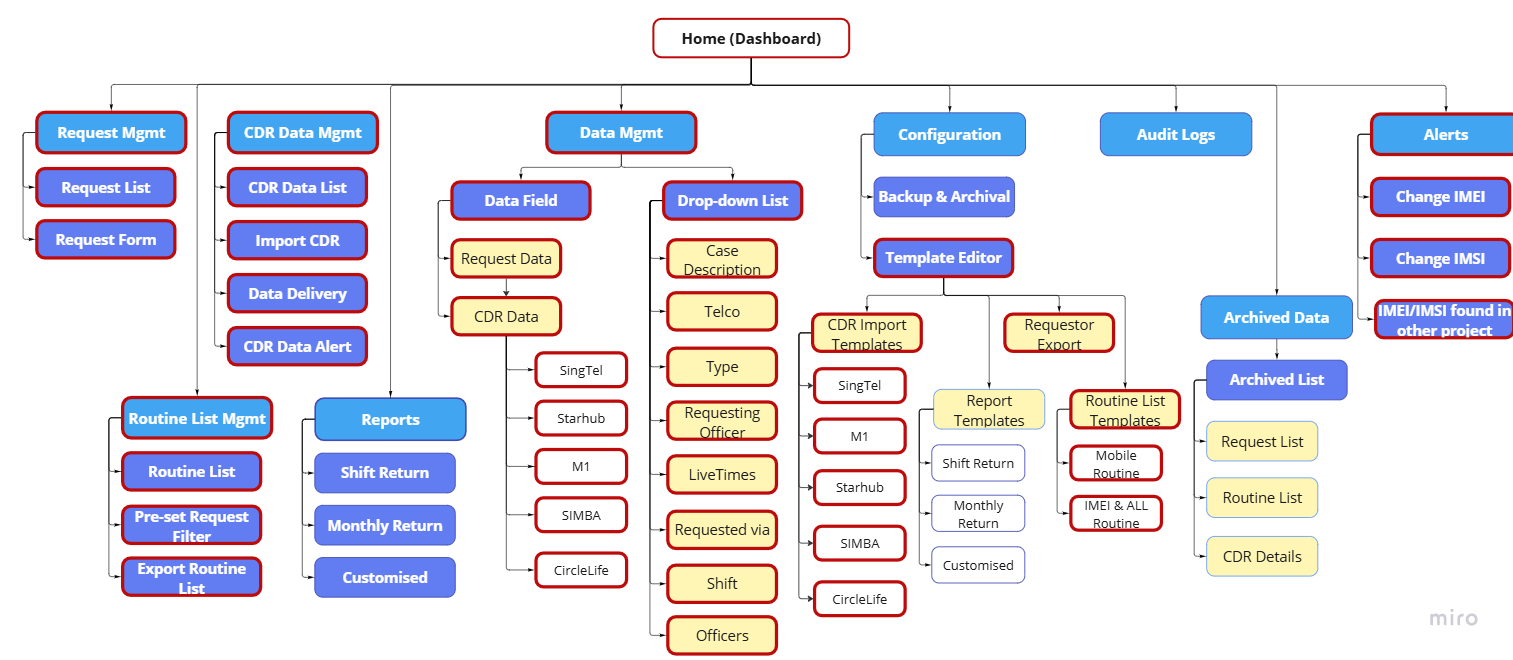 Home (Dashboard)
Request Mgmt
Request List
Request Form
CDR Data Mgmt
CDR Data List
Import CDR
Data Delivery
CDR Data Alert
Routine List Mgmt
Routine List
Pre-set Request
Filter
Export Routine
List
Reports
Shift Return
Monthly Return
Customised
Data Mgmt
Data Field
Request Data
CDR Data
SingTel
Starhub
M1
SIMBA
CircleLife
Drop-down List
Case
Description
Telco
Type
Requesting
Officer
LiveTimes
Requested via
Shift
Officers
Configuration
Backup & Archival
Template Editor
CDR Import
Templates
SingTel
M1
Starhub
SIMBA
CircleLife
Report
Templates
Shift Return
Monthly
Return
Customised
Requestor
Export
Routine List
Templates
Mobile
Routine
IMEI & ALL
Routine
Audit Logs
Archived Data
Archived List
Request List
Routine List
CDR Details
Alerts
Change IMEI
Change IMSI
IMEI/IMSI found in
other project
miro